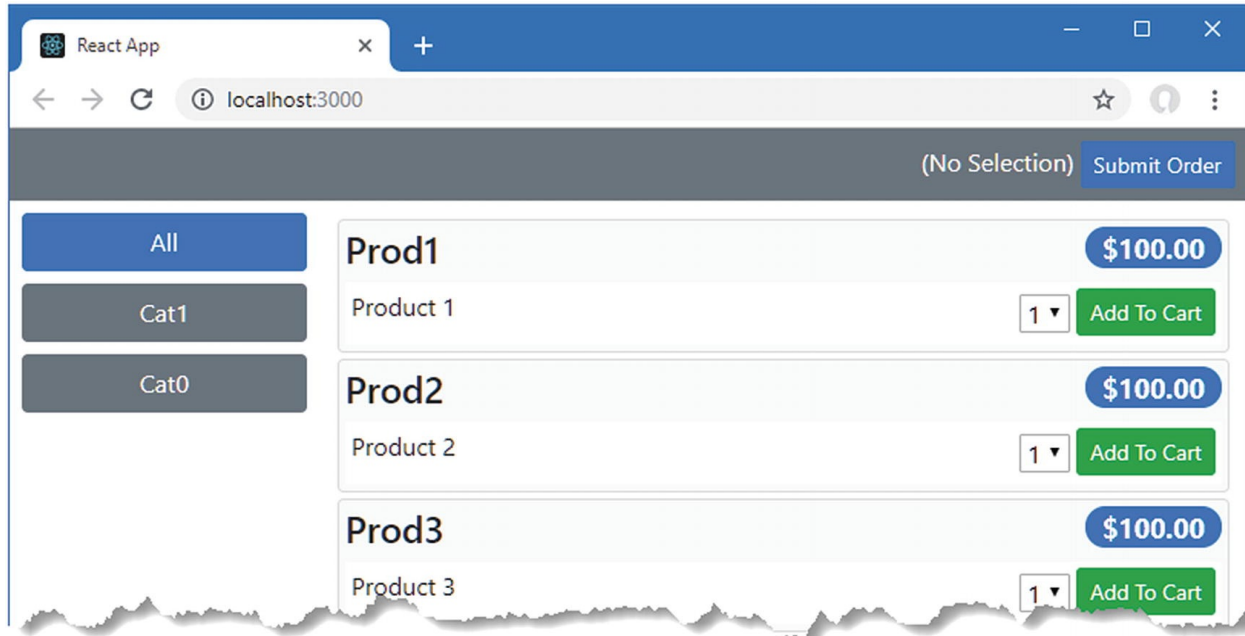 React App
localhost:3000
(No Selection) Submit Order
All
Cat1
Cat0
Prod1 $100.00
Product 1 1 Add To Cart
Prod2 $100.00
Product 2 1 Add To Cart
Prod3 $100.00
Product 3 1 Add To Cart